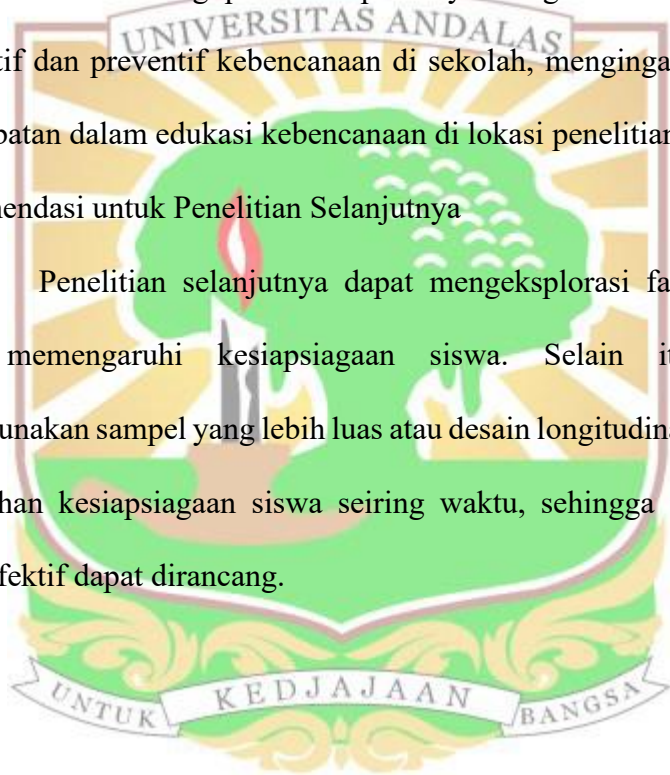 UNIVERSITAS ANDALAS
tif dan preventif kebencanaan di sekolah, menginga
batan dalam edukasi kebencanaan di lokasi penelitian
endasi untuk Penelitian Selanjutnya
Penelitian selanjutnya dapat mengeksplorasi fa
memengaruhi kesiapsiagaan siswa. Selain it
unakan sampel yang lebih luas atau desain longitudina
han kesiapsiagaan siswa seiring waktu, sehingga
fektif dapat dirancang.
UNTUK KEDJAJAAN BANGSA